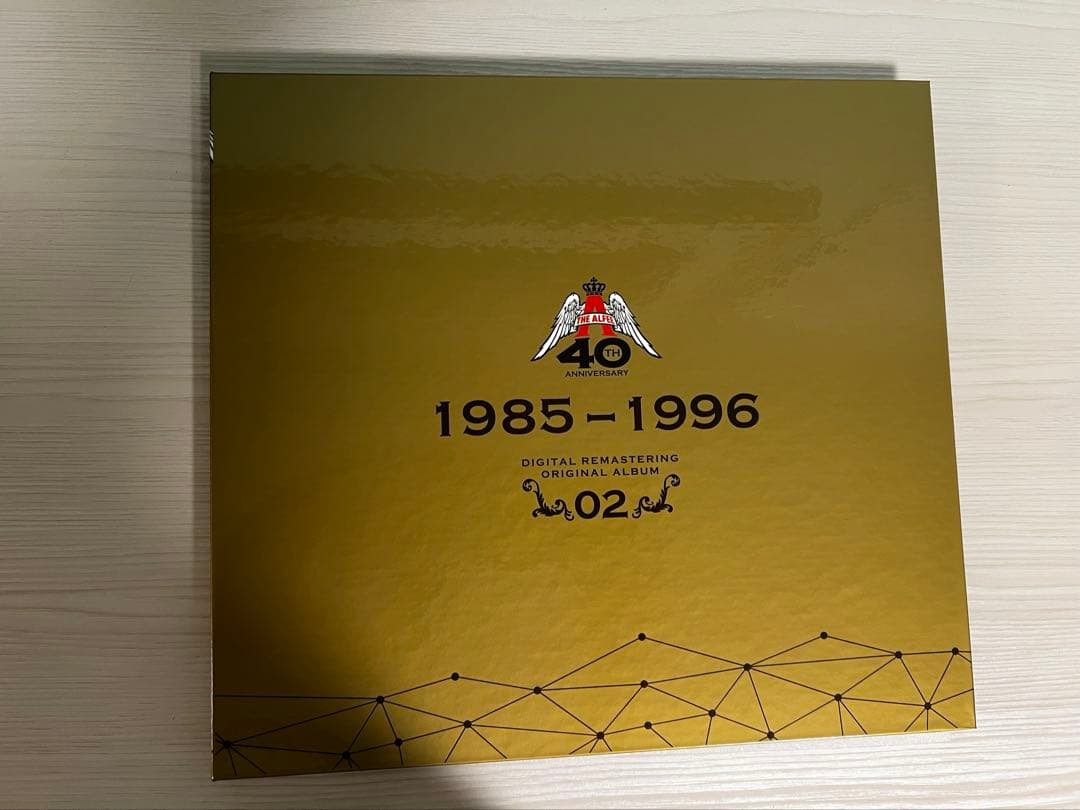 THE ALFEE
40TH
ANNIVERSARY
1985-1996
DIGITAL REMASTERING
ORIGINAL ALBUM
02